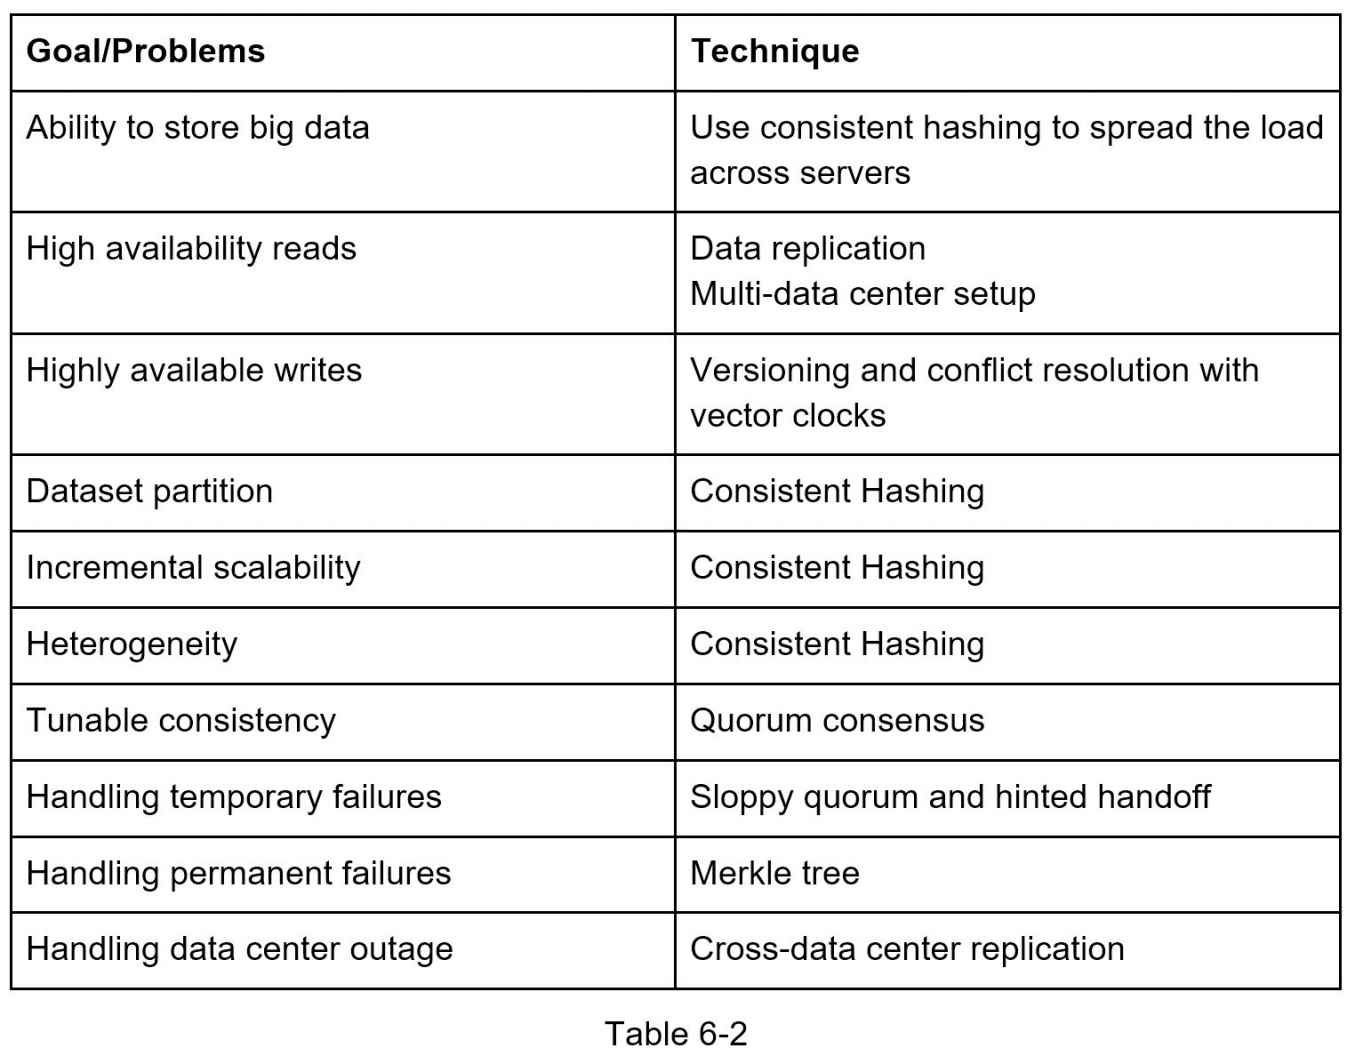 Goal/Problems
Technique
Ability to store big data
Use consistent hashing to spread the load
across servers
High availability reads
Data replication
Multi-data center setup
Highly available writes
Versioning and conflict resolution with
vector clocks
Dataset partition
Consistent Hashing
Incremental scalability
Consistent Hashing
Heterogeneity
Consistent Hashing
Tunable consistency
Quorum consensus
Handling temporary failures
Sloppy quorum and hinted handoff
Handling permanent failures
Merkle tree
Handling data center outage
Cross-data center replication
Table 6-2